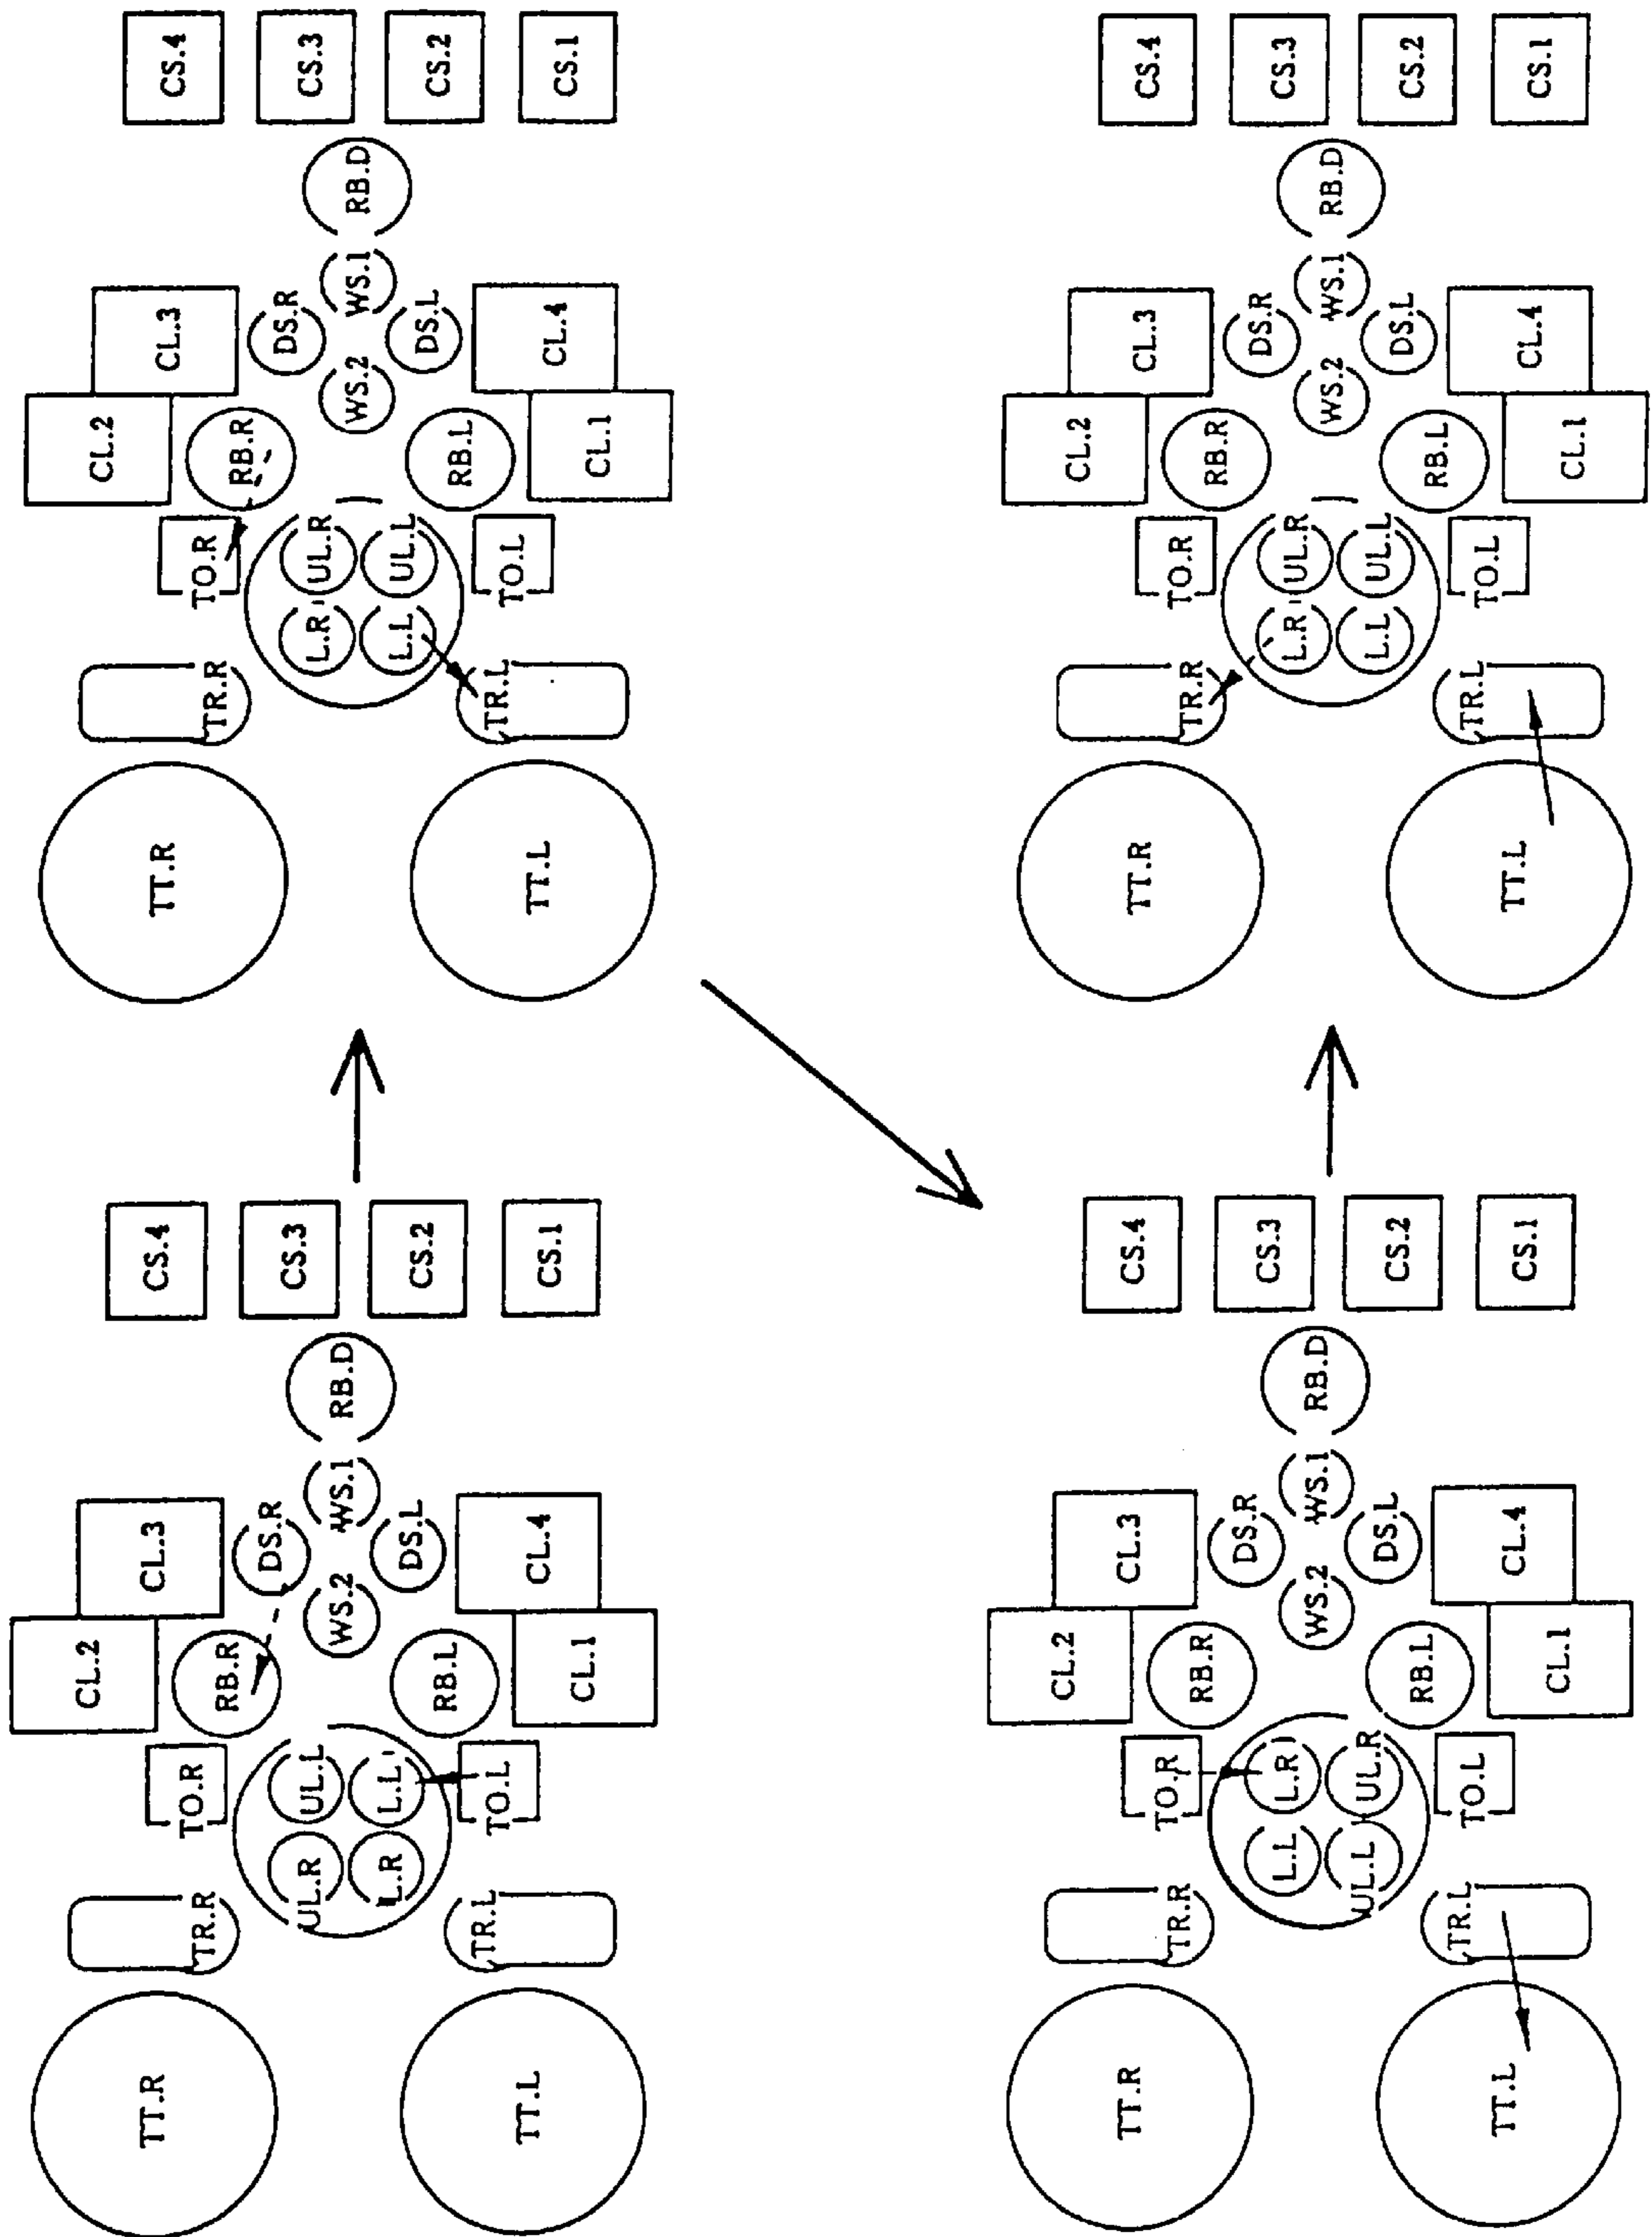 TT.R
TT.L
TR.R
TR.L
UL.R
UL.L
L.R
L.L
TO.R
TO.L
RB.R
RB.L
CL.2
CL.1
CL.3
CL.4
WS.2
DS.R
DS.L
WS.1
RB.D
CS.4
CS.3
CS.2
CS.1
TT.R
TT.L
TR.R
TR.L
L.R
UL.R
L.L
UL.L
TO.R
TO.L
RB.R
RB.L
CL.2
CL.1
CL.3
CL.4
WS.2
DS.R
DS.L
WS.1
RB.D
CS.4
CS.3
CS.2
CS.1
TT.R
TT.L
TR.R
TR.L
L.L
L.R
UL.L
UL.R
TO.R
TO.L
RB.R
RB.L
CL.2
CL.1
CL.3
CL.4
WS.2
DS.R
DS.L
WS.1
RB.D
CS.4
CS.3
CS.2
CS.1
TT.R
TT.L
TR.R
TR.L
L.R
UL.R
L.L
UL.L
TO.R
TO.L
RB.R
RB.L
CL.2
CL.1
CL.3
CL.4
WS.2
DS.R
DS.L
WS.1
RB.D
CS.4
CS.3
CS.2
CS.1